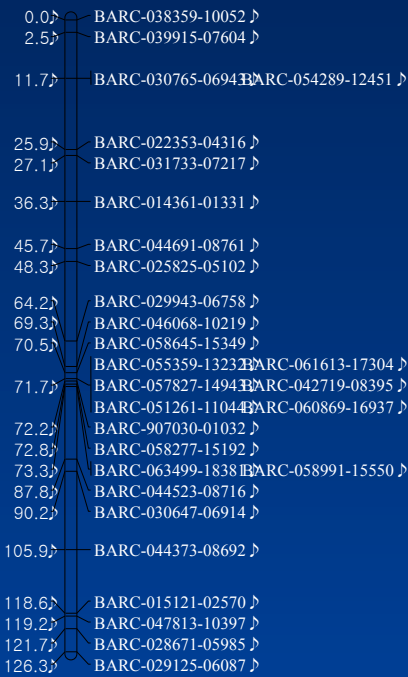 0.0♪ BARC-038359-10052 ♪
2.5♪ BARC-039915-07604 ♪
11.7♪ BARC-030765-06943♪ BARC-054289-12451 ♪
25.9♪ BARC-022353-04316 ♪
27.1♪ BARC-031733-07217 ♪
36.3♪ BARC-014361-01331 ♪
45.7♪ BARC-044691-08761 ♪
48.3♪ BARC-025825-05102 ♪
64.2♪ BARC-029943-06758 ♪
69.3♪ BARC-046068-10219 ♪
70.5♪ BARC-058645-15349 ♪
BARC-055359-13232♪ BARC-061613-17304 ♪
71.7♪ BARC-057827-14943♪ BARC-042719-08395 ♪
BARC-051261-11044♪ BARC-060869-16937 ♪
72.2♪ BARC-907030-01032 ♪
72.8♪ BARC-058277-15192 ♪
73.3♪ BARC-063499-18381♪ BARC-058991-15550 ♪
87.8♪ BARC-044523-08716 ♪
90.2♪ BARC-030647-06914 ♪
105.9♪ BARC-044373-08692 ♪
118.6♪ BARC-015121-02570 ♪
119.2♪ BARC-047813-10397 ♪
121.7♪ BARC-028671-05985 ♪
126.3♪ BARC-029125-06087 ♪